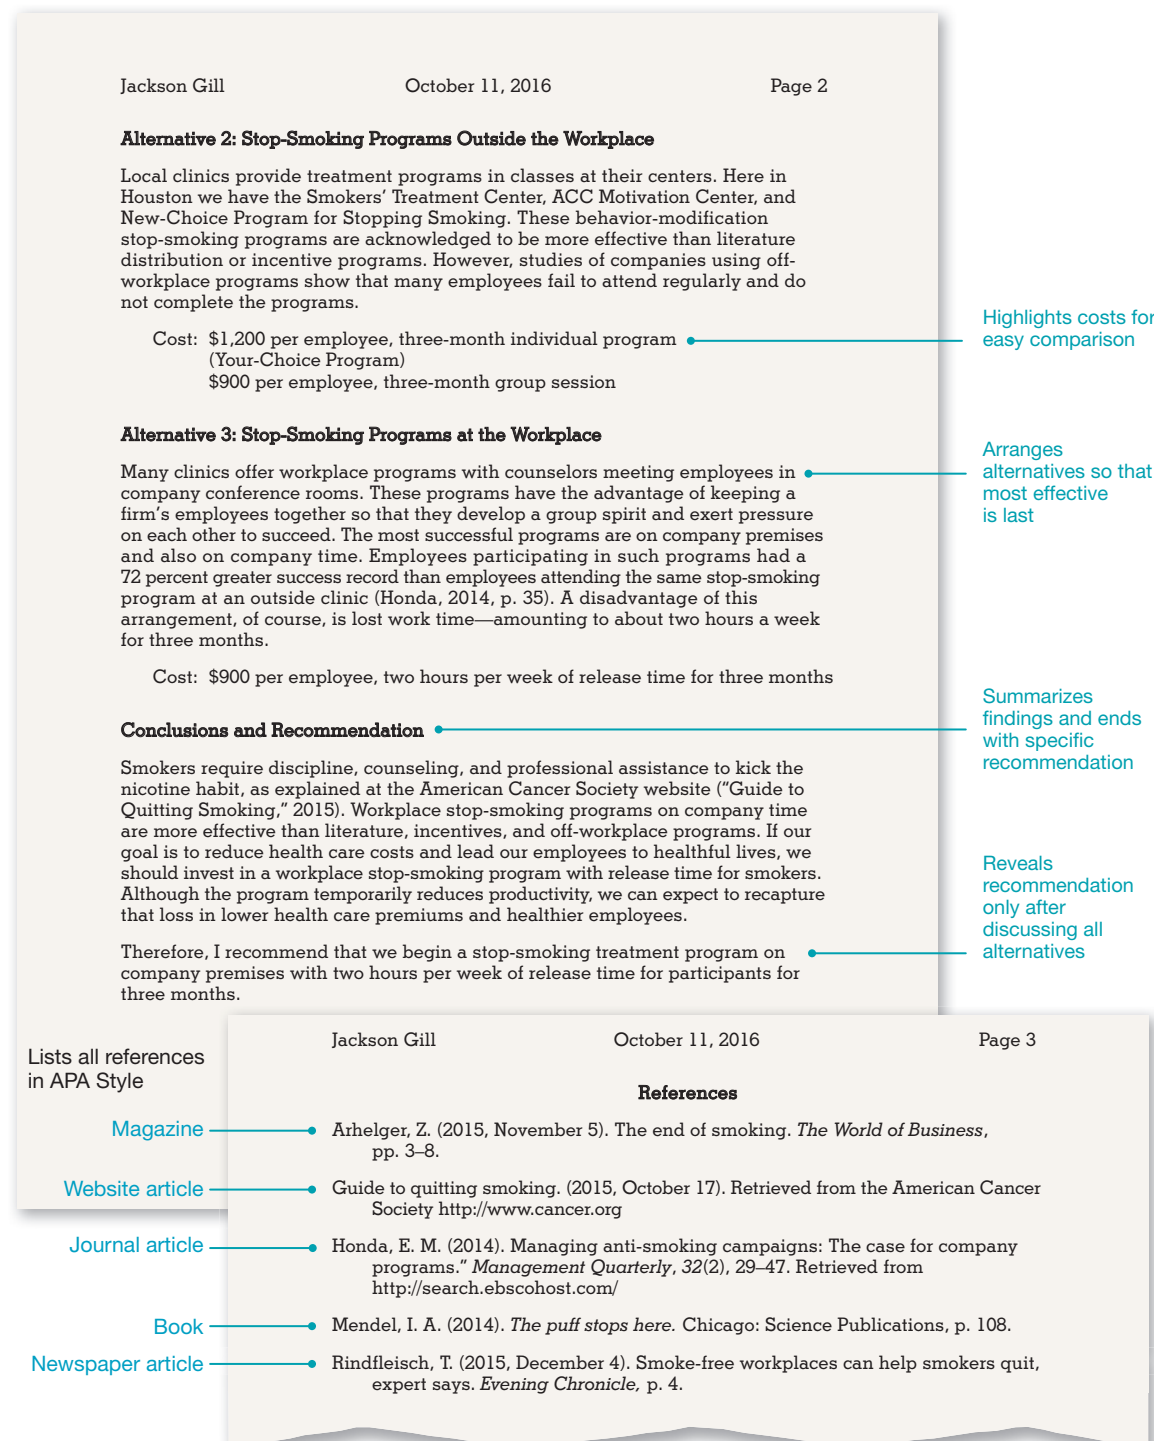 Jackson Gill October 11, 2016 Page 2
Alternative 2: Stop-Smoking Programs Outside the Workplace
Local clinics provide treatment programs in classes at their centers. Here in
Houston we have the Smokers’ Treatment Center, ACC Motivation Center, and
New-Choice Program for Stopping Smoking. These behavior-modification
stop-smoking programs are acknowledged to be more effective than literature
distribution or incentive programs. However, studies of companies using off-
workplace programs show that many employees fail to attend regularly and do
not complete the programs.
Cost: $1,200 per employee, three-month individual program
(Your-Choice Program)
$900 per employee, three-month group session
Highlights costs for
easy comparison
Alternative 3: Stop-Smoking Programs at the Workplace
Many clinics offer workplace programs with counselors meeting employees in
company conference rooms. These programs have the advantage of keeping a
firm’s employees together so that they develop a group spirit and exert pressure
on each other to succeed. The most successful programs are on company premises
and also on company time. Employees participating in such programs had a
72 percent greater success record than employees attending the same stop-smoking
program at an outside clinic (Honda, 2014, p. 35). A disadvantage of this
arrangement, of course, is lost work time—amounting to about two hours a week
for three months.
Arranges
alternatives so that
most effective
is last
Cost: $900 per employee, two hours per week of release time for three months
Conclusions and Recommendation
Summarizes
findings and ends
with specific
recommendation
Smokers require discipline, counseling, and professional assistance to kick the
nicotine habit, as explained at the American Cancer Society website (“Guide to
Quitting Smoking,” 2015). Workplace stop-smoking programs on company time
are more effective than literature, incentives, and off-workplace programs. If our
goal is to reduce health care costs and lead our employees to healthful lives, we
should invest in a workplace stop-smoking program with release time for smokers.
Although the program temporarily reduces productivity, we can expect to recapture
that loss in lower health care premiums and healthier employees.
Therefore, I recommend that we begin a stop-smoking treatment program on
company premises with two hours per week of release time for participants for
three months.
Reveals
recommendation
only after
discussing all
alternatives
Lists all references
in APA Style
Jackson Gill October 11, 2016 Page 3
References
Magazine
Arhelger, Z. (2015, November 5). The end of smoking. The World of Business,
pp. 3–8.
Website article
Guide to quitting smoking. (2015, October 17). Retrieved from the American Cancer
Society http://www.cancer.org
Journal article
Honda, E. M. (2014). Managing anti-smoking campaigns: The case for company
programs.” Management Quarterly, 32(2), 29–47. Retrieved from
http://search.ebscohost.com/
Book
Mendel, I. A. (2014). The puff stops here. Chicago: Science Publications, p. 108.
Newspaper article
Rindfleisch, T. (2015, December 4). Smoke-free workplaces can help smokers quit,
expert says. Evening Chronicle, p. 4.